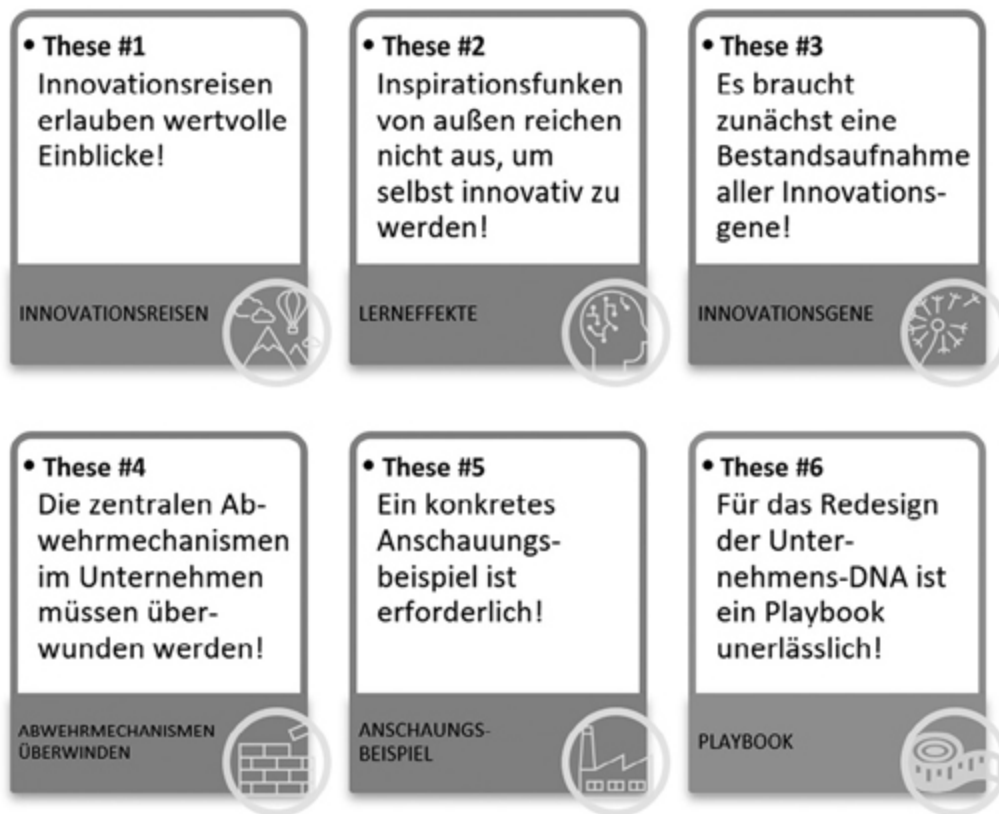 • These #1
Innovationsreisen
erlauben wertvolle
Einblicke!
INNOVATIONSREISEN
• These #2
Inspirationsfunken
von außen reichen
nicht aus, um
selbst innovativ zu
werden!
LERNEFFEKTE
• These #3
Es braucht
zunächst eine
Bestandsaufnahme
aller Innovations-
gene!
INNOVATIONSGENE
• These #4
Die zentralen Ab-
wehrmechanismen
im Unternehmen
müssen über-
wunden werden!
ABWEHRMECHANISMEN
ÜBERWINDEN
• These #5
Ein konkretes
Anschauungs-
beispiel ist
erforderlich!
ANSCHAUNGS-
BEISPIEL
• These #6
Für das Redesign
der Unter-
nehmens-DNA ist
ein Playbook
unerlässlich!
PLAYBOOK